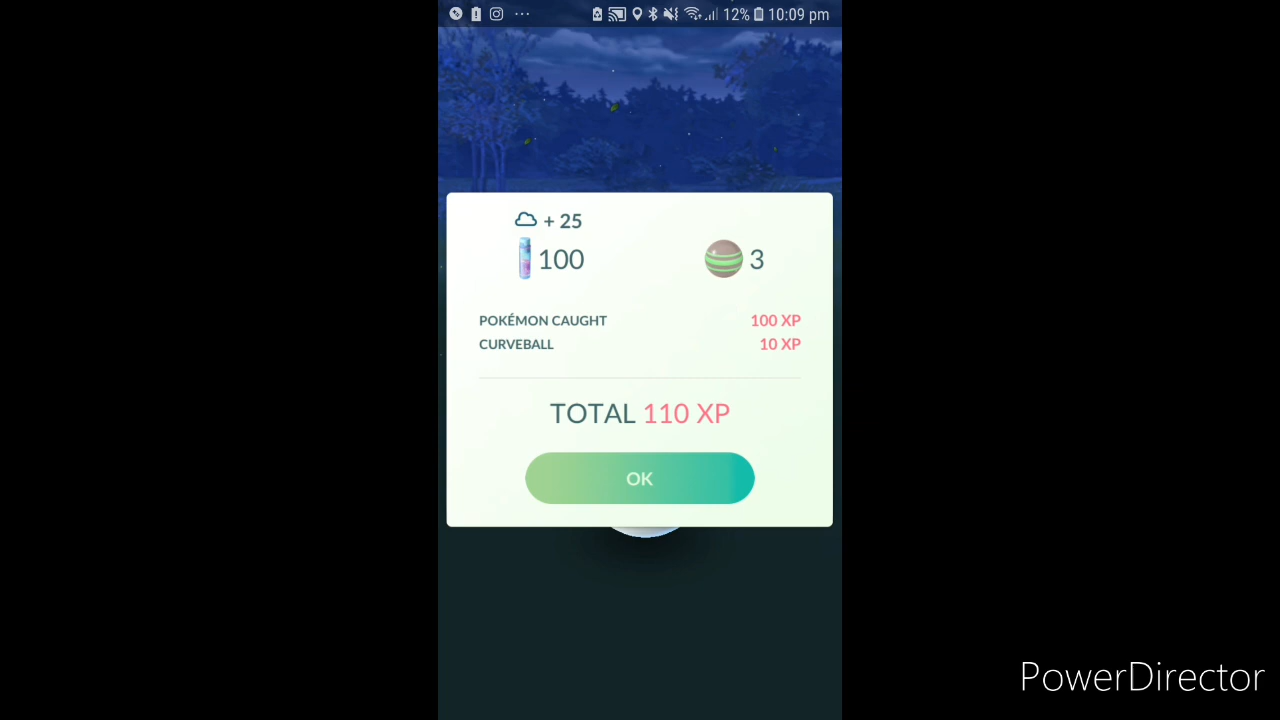 12% 10:09 pm
+ 25
100
3
POKÉMON CAUGHT 100 XP
CURVEBALL 10 XP
TOTAL 110 XP
OK
PowerDirector